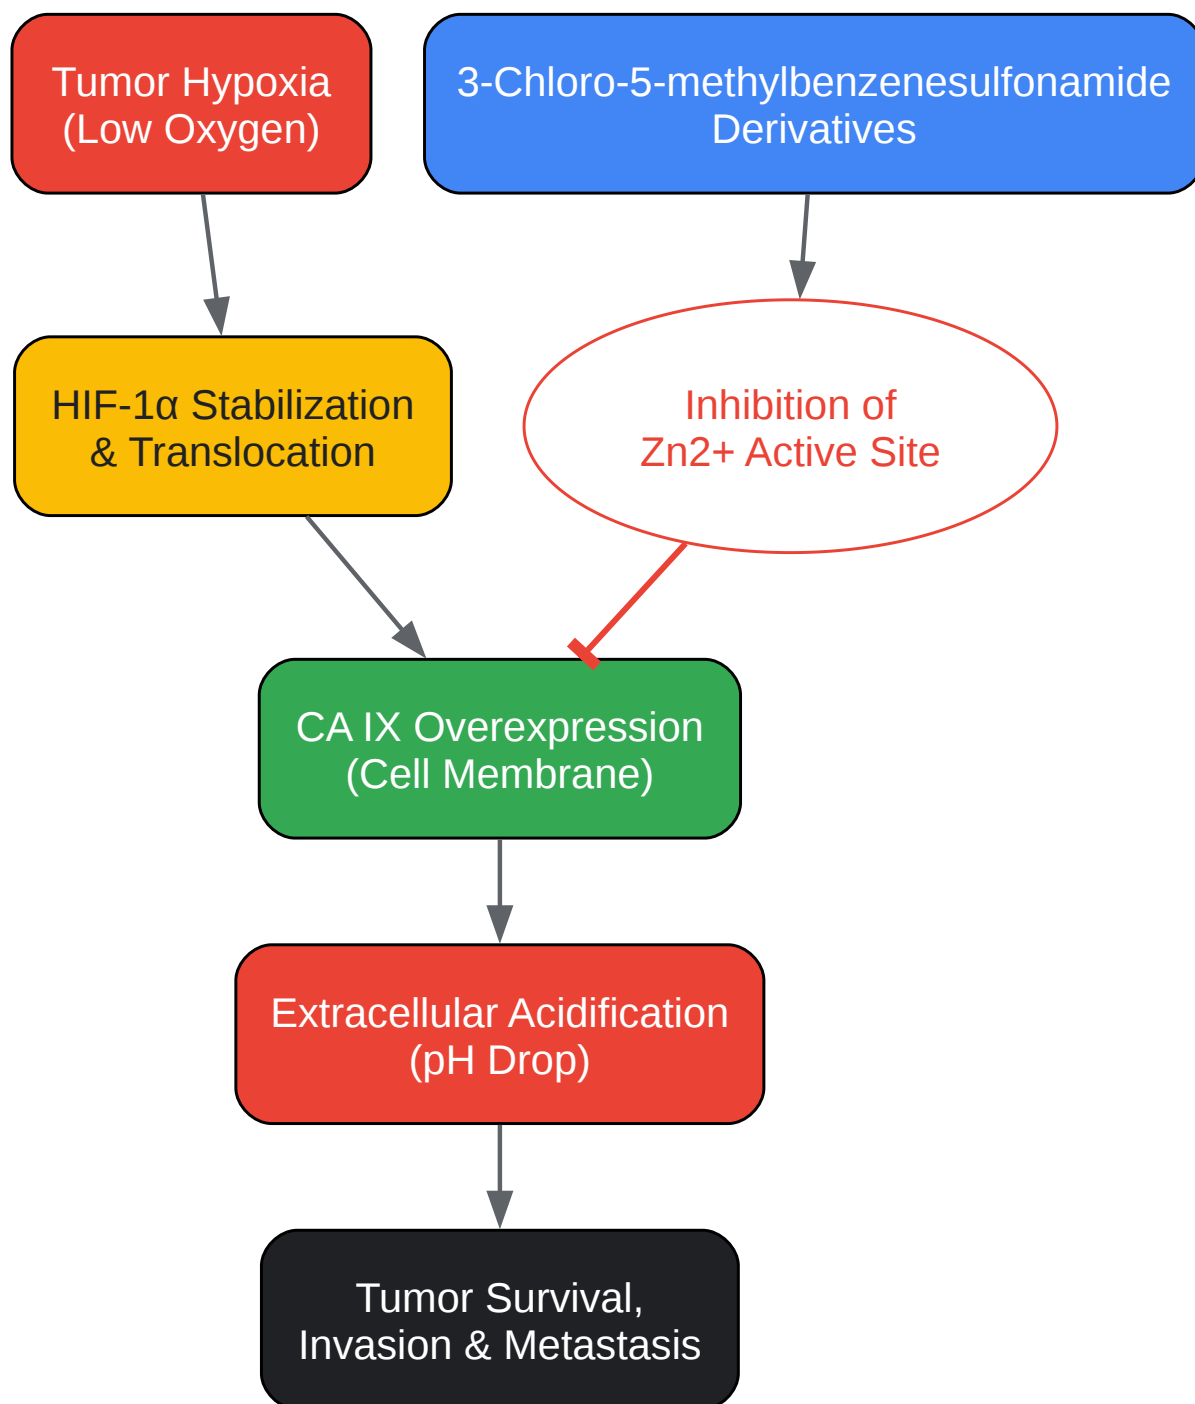 Tumor Hypoxia
(Low Oxygen)
3-Chloro-5-methylbenzenesulfonamide
Derivatives
HIF-1α Stabilization
& Translocation
Inhibition of
Zn2+ Active Site
CA IX Overexpression
(Cell Membrane)
Extracellular Acidification
(pH Drop)
Tumor Survival,
Invasion & Metastasis